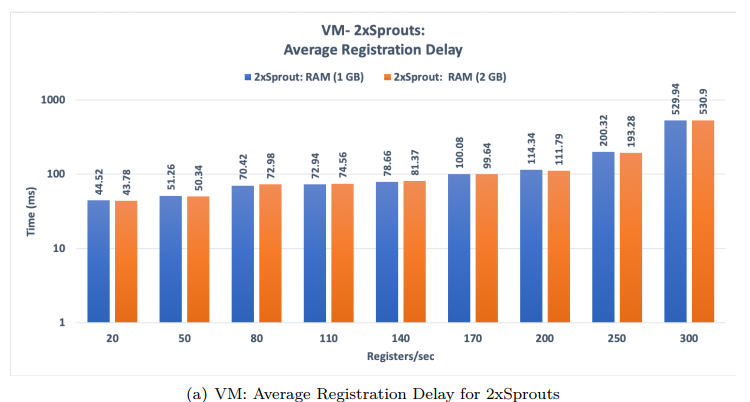 VM- 2xSprouts:
Average Registration Delay
2xSprout: RAM (1 GB) 2xSprout: RAM (2 GB)
1000
100
10
1
Time (ms)
44.52 43.78 51.26 50.34 70.42 72.98 72.94 74.56 78.66 81.37 100.08 99.64 114.34 111.79 200.32 193.28 529.94 530.9
20 50 80 110 140 170 200 250 300
Registers/sec
(a) VM: Average Registration Delay for 2xSprouts